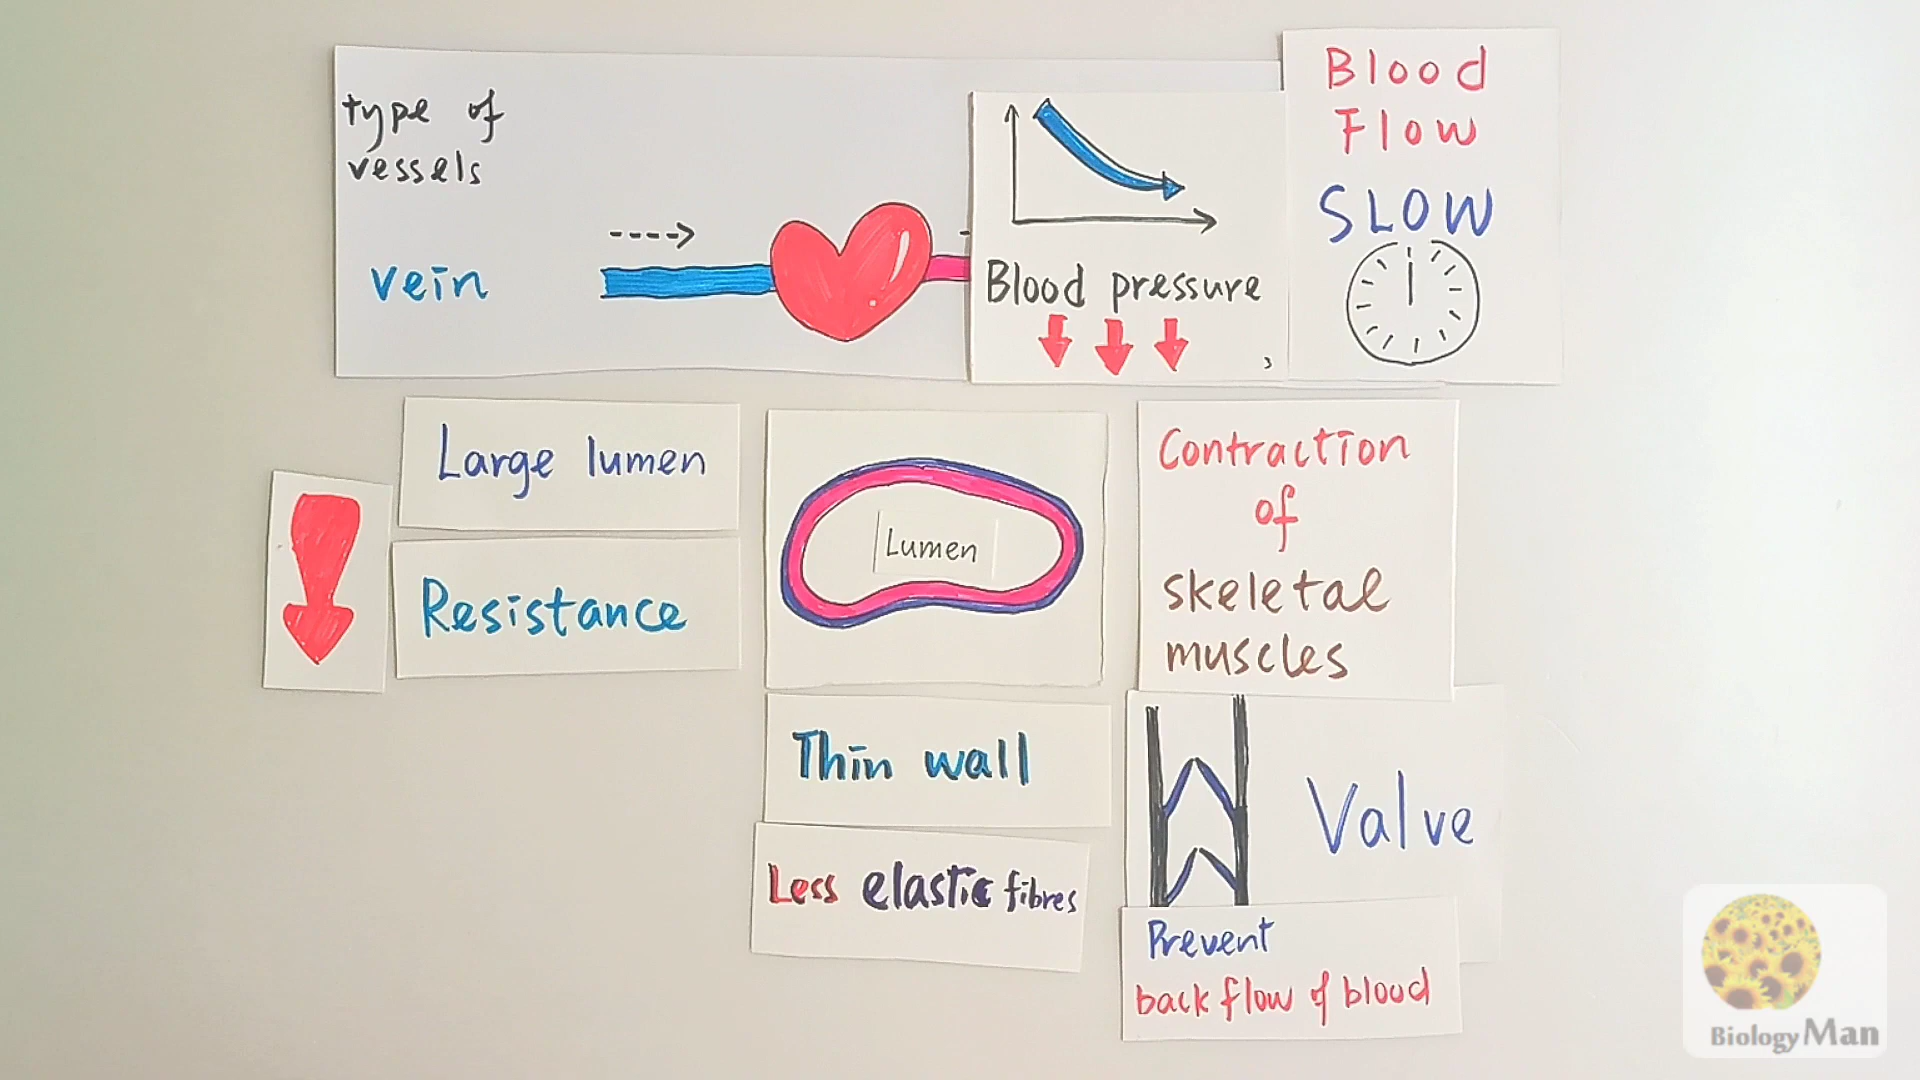 type of
vessels
vein
Blood pressure
3
Blood
Flow
SLOW
Large lumen
Resistance
Lumen
Thin wall
Less elastic fibres
Contraction
of
skeletal
muscles
Valve
Prevent
back flow of blood
Biology Man